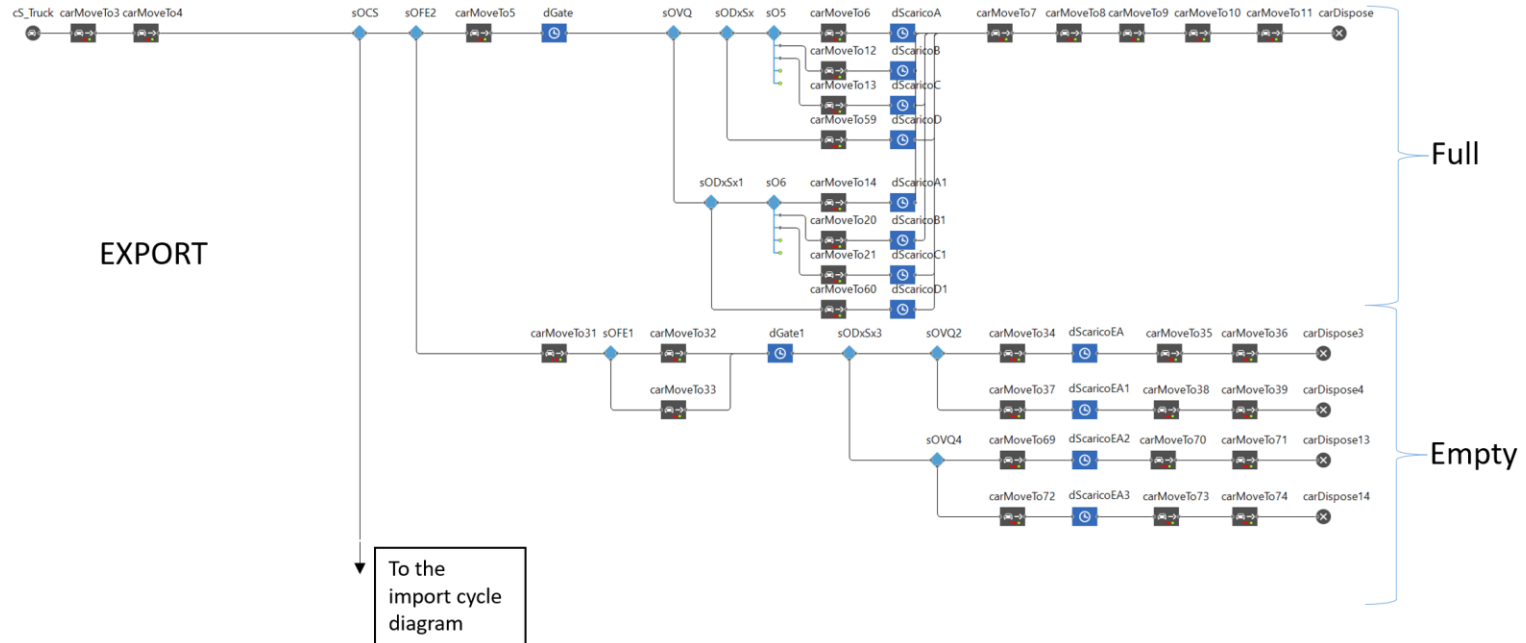 cS_Truck carMoveTo3 carMoveTo4 sOCS sOFE2 carMoveTo5 dGate sOVQ sODxSx sO5 carMoveTo6 dScaricoA carMoveTo7 carMoveTo8 carMoveTo9 carMoveTo10 carMoveTo11 carDispose
carMoveTo12 dScaricoB
carMoveTo13 dScaricoC
carMoveTo59 dScaricoD
Full
sODxSx1 sO6 carMoveTo14 dScaricoA1
carMoveTo20 dScaricoB1
EXPORT
carMoveTo21 dScaricoC1
carMoveTo60 dScaricoD1
carMoveTo31 sOFE1 carMoveTo32 dGate1 sODxSx3 sOVQ2 carMoveTo34 dScaricoEA carMoveTo35 carMoveTo36 carDispose3
carMoveTo33 carMoveTo37 dScaricoEA1 carMoveTo38 carMoveTo39 carDispose4
sOVQ4 carMoveTo69 dScaricoEA2 carMoveTo70 carMoveTo71 carDispose13
Empty
carMoveTo72 dScaricoEA3 carMoveTo73 carMoveTo74 carDispose14
To the
import cycle
diagram